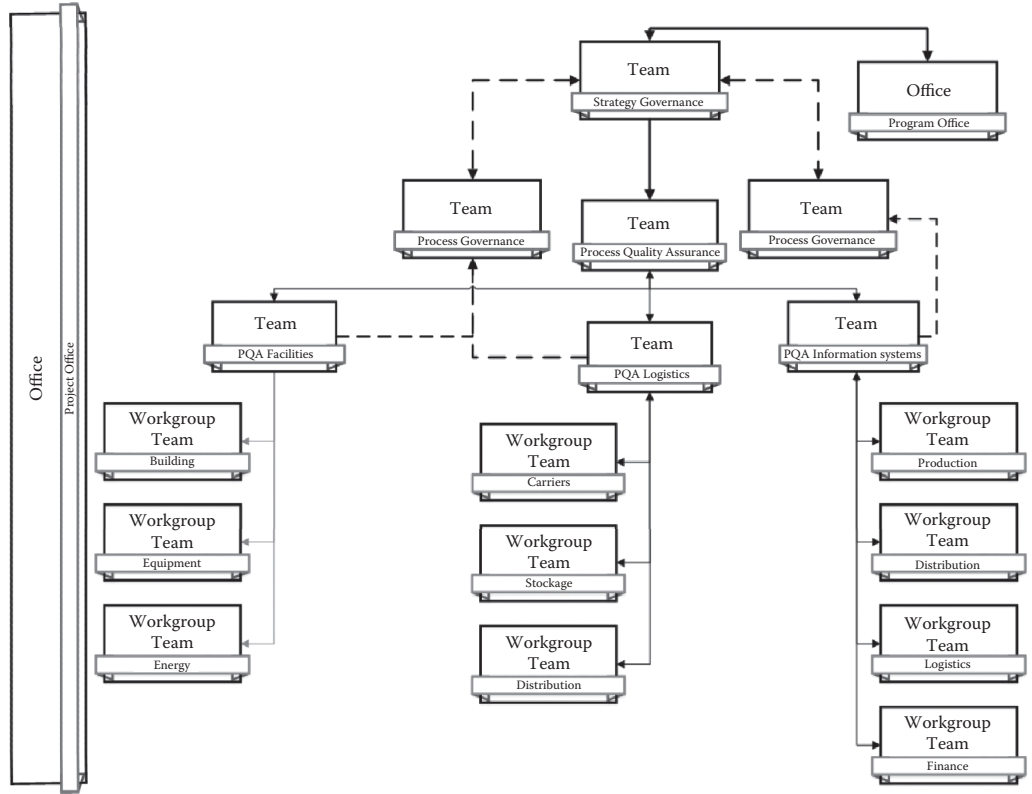 Office
Project Office
Team
Strategy Governance
Office
Program Office
Team
Process Governance
Team
Process Quality Assurance
Team
Process Governance
Team
PQA Facilities
Team
PQA Logistics
Team
PQA Information systems
Workgroup
Team
Building
Workgroup
Team
Equipment
Workgroup
Team
Energy
Workgroup
Team
Carriers
Workgroup
Team
Stockage
Workgroup
Team
Distribution
Workgroup
Team
Production
Workgroup
Team
Distribution
Workgroup
Team
Logistics
Workgroup
Team
Finance